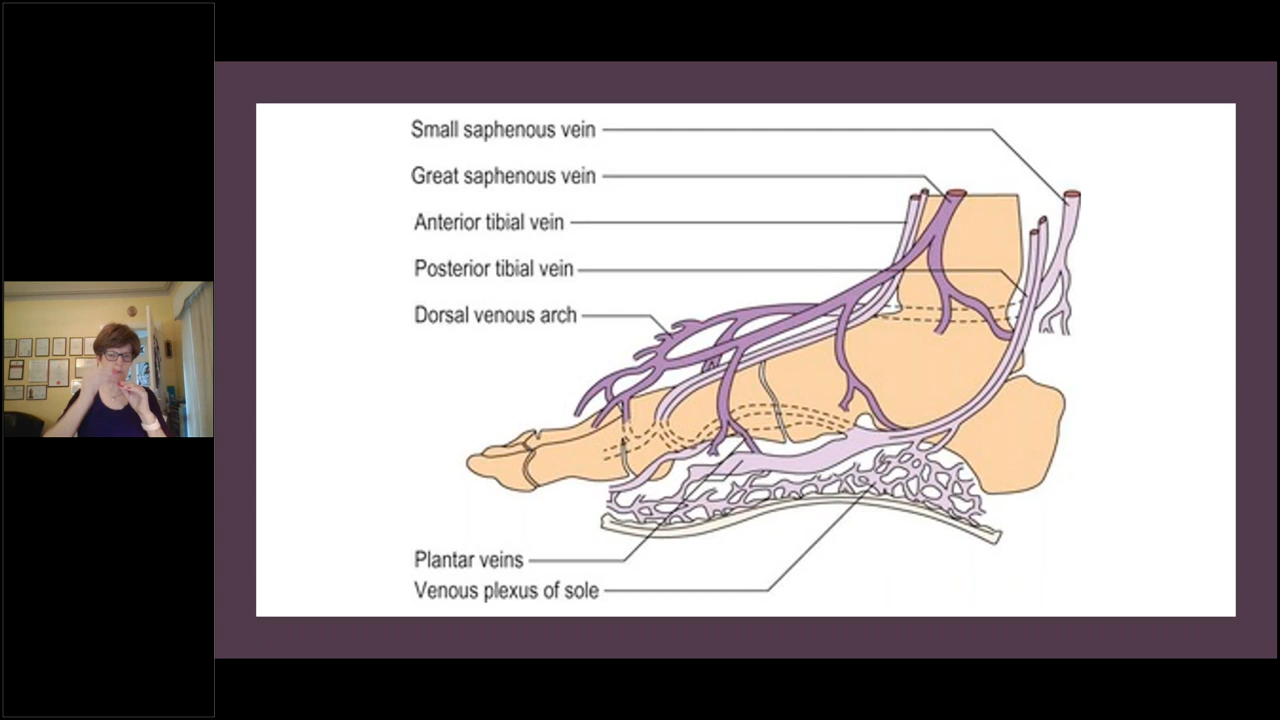 Small saphenous vein
Great saphenous vein
Anterior tibial vein
Posterior tibial vein
Dorsal venous arch
Plantar veins
Venous plexus of sole